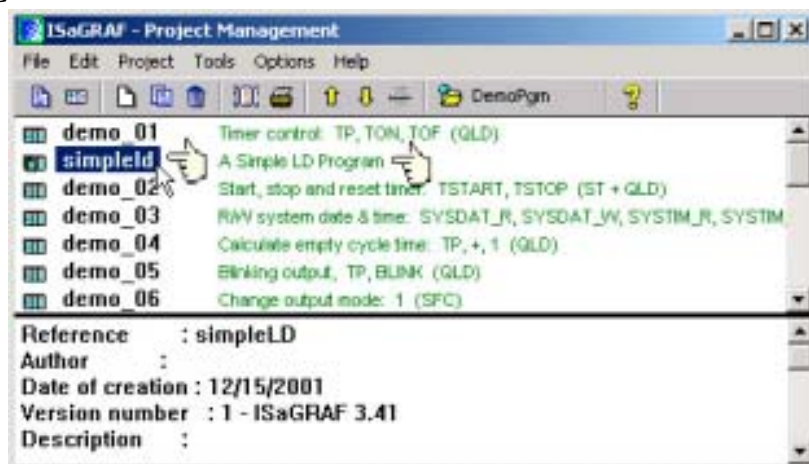 ISaGRAF - Project Management
File Edit Project Tools Options Help
DemoPgm
demo_01 Timer control: TP, TON, TOF (QLD)
simpleld A Simple LD Program
demo_02 Start, stop and reset timer: TSTART, TSTOP (ST + QLD)
demo_03 R/W system date & time: SYSDAT_R, SYSDAT_W, SYSTIM_R, SYSTIM
demo_04 Calculate empty cycle time: TP, +, 1 (QLD)
demo_05 Blinking output, TP, BLINK (QLD)
demo_06 Change output mode: 1 (SFC)
Reference : simpleLD
Author :
Date of creation : 12/15/2001
Version number : 1 - ISaGRAF 3.41
Description :